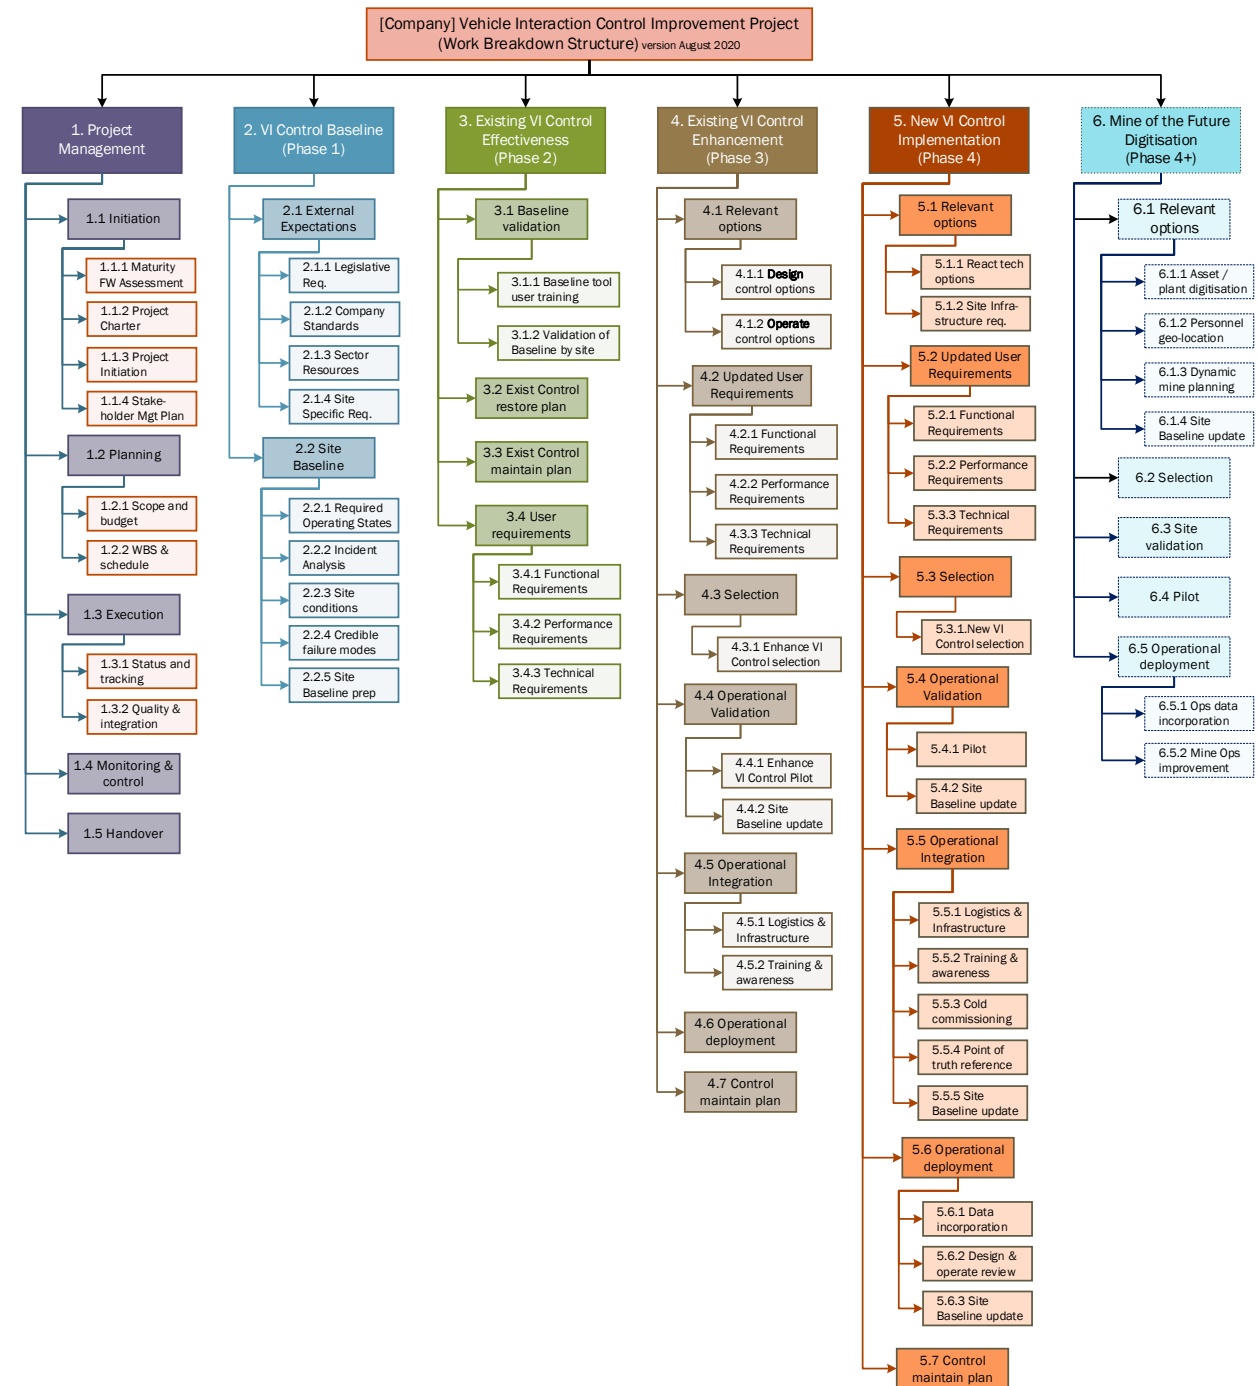 [Company] Vehicle Interaction Control Improvement Project
(Work Breakdown Structure) version August 2020
1. Project
Management
1.1 Initiation
1.1.1 Maturity
FW Assessment
1.1.2 Project
Charter
1.1.3 Project
Initiation
1.1.4 Stake-
holder Mgt Plan
1.2 Planning
1.2.1 Scope and
budget
1.2.2 WBS &
schedule
1.3 Execution
1.3.1 Status and
tracking
1.3.2 Quality &
integration
1.4 Monitoring &
control
1.5 Handover
2. VI Control Baseline
(Phase 1)
2.1 External
Expectations
2.1.1 Legislative
Req.
2.1.2 Company
Standards
2.1.3 Sector
Resources
2.1.4 Site
Specific Req.
2.2 Site
Baseline
2.2.1 Required
Operating States
2.2.2 Incident
Analysis
2.2.3 Site
conditions
2.2.4 Credible
failure modes
2.2.5 Site
Baseline prep
3. Existing VI Control
Effectiveness
(Phase 2)
3.1 Baseline
validation
3.1.1 Baseline tool
user training
3.1.2 Validation of
Baseline by site
3.2 Exist Control
restore plan
3.3 Exist Control
maintain plan
3.4 User
requirements
3.4.1 Functional
Requirements
3.4.2 Performance
Requirements
3.4.3 Technical
Requirements
4. Existing VI Control
Enhancement
(Phase 3)
4.1 Relevant
options
4.1.1 Design
control options
4.1.2 Operate
control options
4.2 Updated User
Requirements
4.2.1 Functional
Requirements
4.2.2 Performance
Requirements
4.3.3 Technical
Requirements
4.3 Selection
4.3.1 Enhance VI
Control selection
4.4 Operational
Validation
4.4.1 Enhance
VI Control Pilot
4.4.2 Site
Baseline update
4.5 Operational
Integration
4.5.1 Logistics &
Infrastructure
4.5.2 Training &
awareness
4.6 Operational
deployment
4.7 Control
maintain plan
5. New VI Control
Implementation
(Phase 4)
5.1 Relevant
options
5.1.1 React tech
options
5.1.2 Site Infra-
structure req.
5.2 Updated User
Requirements
5.2.1 Functional
Requirements
5.2.2 Performance
Requirements
5.3.3 Technical
Requirements
5.3 Selection
5.3.1.New VI
Control selection
5.4 Operational
Validation
5.4.1 Pilot
5.4.2 Site
Baseline update
5.5 Operational
Integration
5.5.1 Logistics &
Infrastructure
5.5.2 Training &
awareness
5.5.3 Cold
commissioning
5.5.4 Point of
truth reference
5.5.5 Site
Baseline update
5.6 Operational
deployment
5.6.1 Data
incorporation
5.6.2 Design &
operate review
5.6.3 Site
Baseline update
5.7 Control
maintain plan
6. Mine of the Future
Digitisation
(Phase 4+)
6.1 Relevant
options
6.1.1 Asset /
plant digitisation
6.1.2 Personnel
geo-location
6.1.3 Dynamic
mine planning
6.1.4 Site
Baseline update
6.2 Selection
6.3 Site
validation
6.4 Pilot
6.5 Operational
deployment
6.5.1 Ops data
incorporation
6.5.2 Mine Ops
improvement